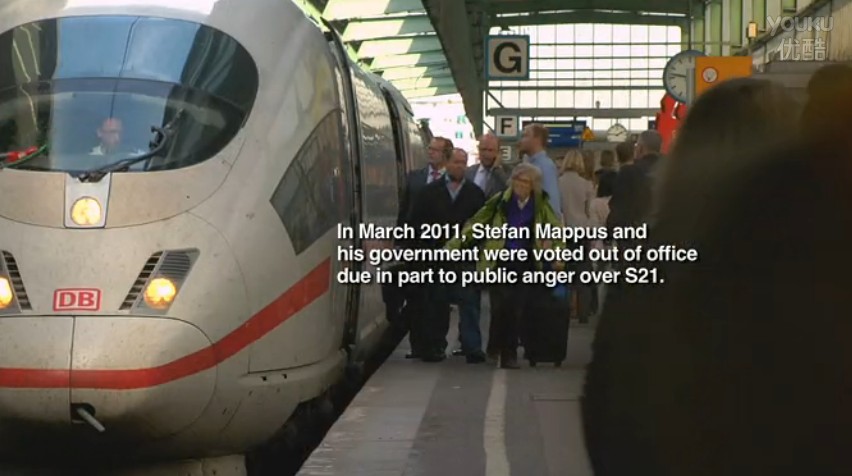 YOUKU
优酷
G
F
In March 2011, Stefan Mappus and
his government were voted out of office
due in part to public anger over S21.
DB